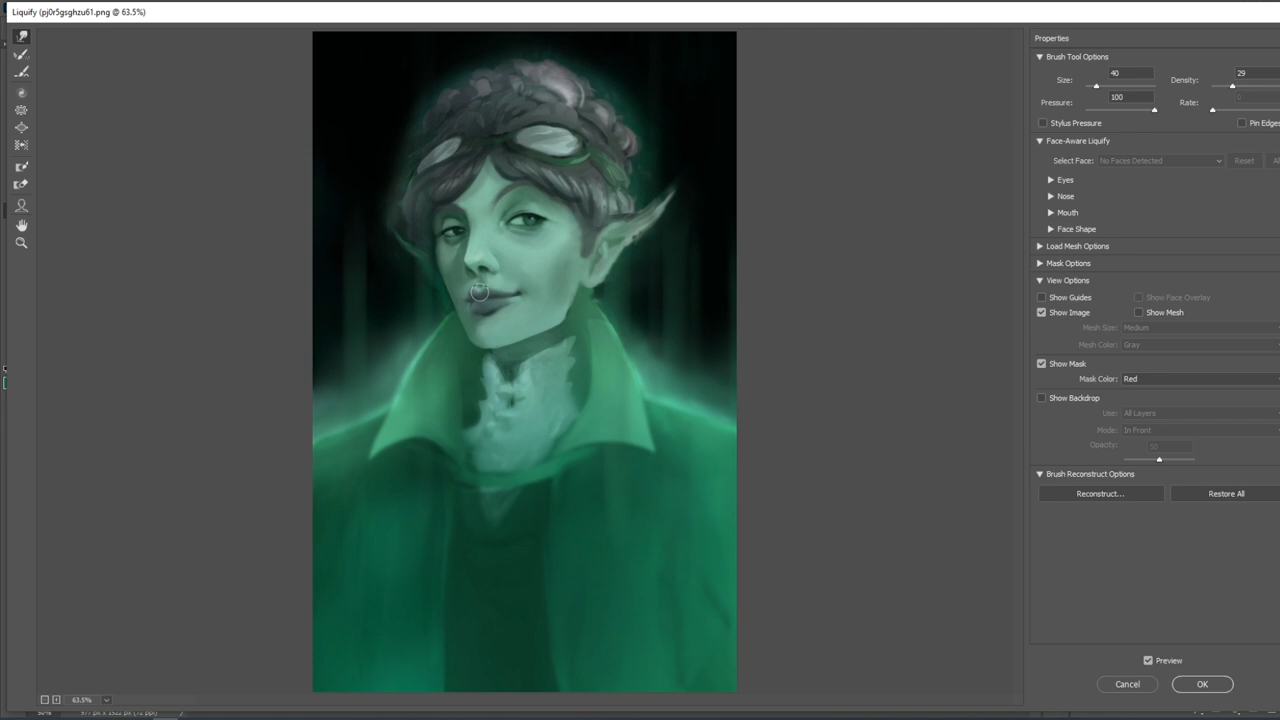 Liquify (pj0r5gsghzu61.png @ 63.5%)
Properties
Brush Tool Options
Size: 40 Density: 29
Pressure: 100 Rate: 0
Stylus Pressure Pin Edges
Face-Aware Liquify
Select Face: No Faces Detected Reset
Eyes
Nose
Mouth
Face Shape
Load Mesh Options
Mask Options
View Options
Show Guides Show Face Overlay
Show Image Show Mesh
Mesh Size: Medium
Mesh Color: Gray
Show Mask
Mask Color: Red
Show Backdrop
Use: All Layers
Mode: In Front
Opacity: 50
Brush Reconstruct Options
Reconstruct... Restore All
Preview
Cancel OK
63.5%